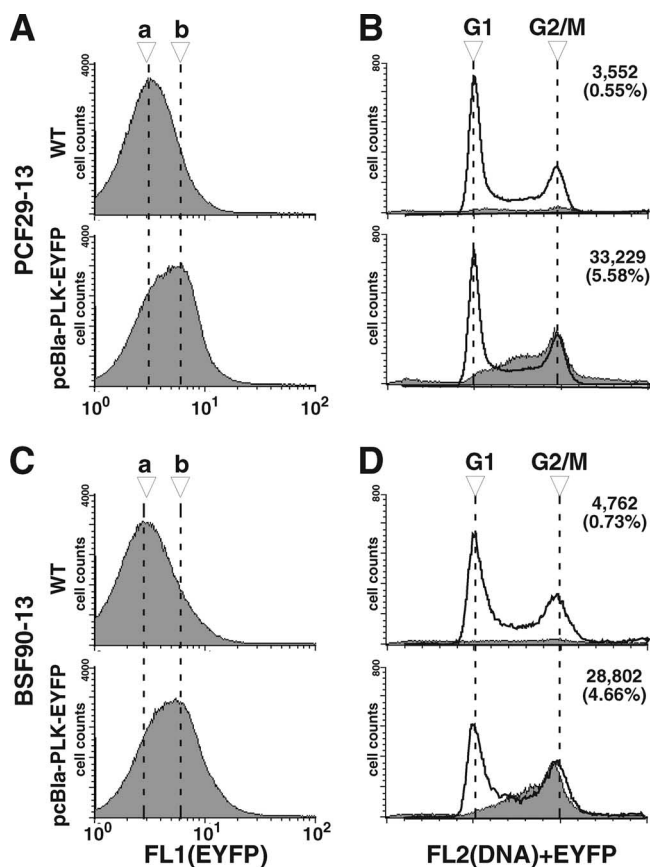 A
a b
PCF29-13
WT
4000
cell counts
pcBla-PLK-EYFP
4000
cell counts
10⁰ 10¹ 10²
B
G1 G2/M
800
cell counts
3,552
(0.55%)
800
cell counts
33,229
(5.58%)
C
a b
BSF90-13
WT
4000
cell counts
pcBla-PLK-EYFP
4000
cell counts
10⁰ 10¹ 10²
FL1(EYFP)
D
G1 G2/M
800
cell counts
4,762
(0.73%)
800
cell counts
28,802
(4.66%)
FL2(DNA)+EYFP